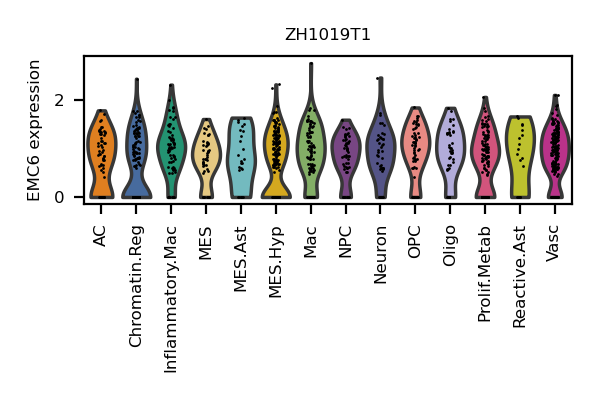 ZH1019T1
EMC6 expression
2
0
AC
Chromatin.Reg
Inflammatory.Mac
MES
MES.Ast
MES.Hyp
Mac
NPC
Neuron
OPC
Oligo
Prolif.Metab
Reactive.Ast
Vasc